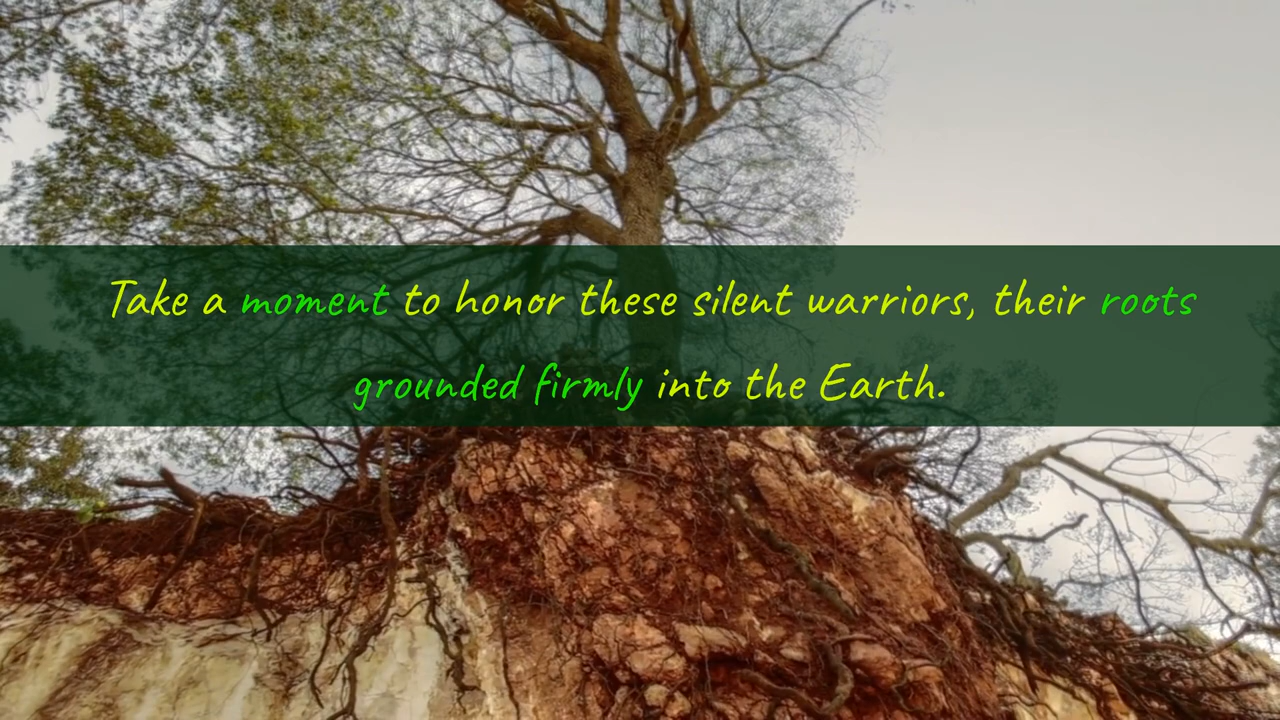 Take a moment to honor these silent warriors, their roots
grounded firmly into the Earth.